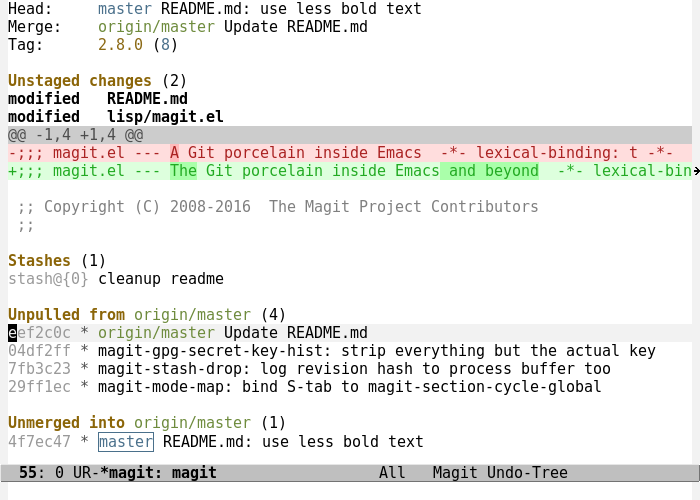 Head:     master README.md: use less bold text
Merge:    origin/master Update README.md
Tag:      2.8.0 (8)
Unstaged changes (2)
modified   README.md
modified   lisp/magit.el
@@ -1,4 +1,4 @@
-;;; magit.el --- A Git porcelain inside Emacs  -*- lexical-binding: t -*-
+;;; magit.el --- The Git porcelain inside Emacs and beyond  -*- lexical-bin
 ;; Copyright (C) 2008-2016  The Magit Project Contributors
 ;;
Stashes (1)
stash@{0} cleanup readme
Unpulled from origin/master (4)
eef2c0c * origin/master Update README.md
04df2ff * magit-gpg-secret-key-hist: strip everything but the actual key
7fb3c23 * magit-stash-drop: log revision hash to process buffer too
29ff1ec * magit-mode-map: bind S-tab to magit-section-cycle-global
Unmerged into origin/master (1)
4f7ec47 * master README.md: use less bold text
55: 0 UR-*magit: magit                  All   Magit Undo-Tree